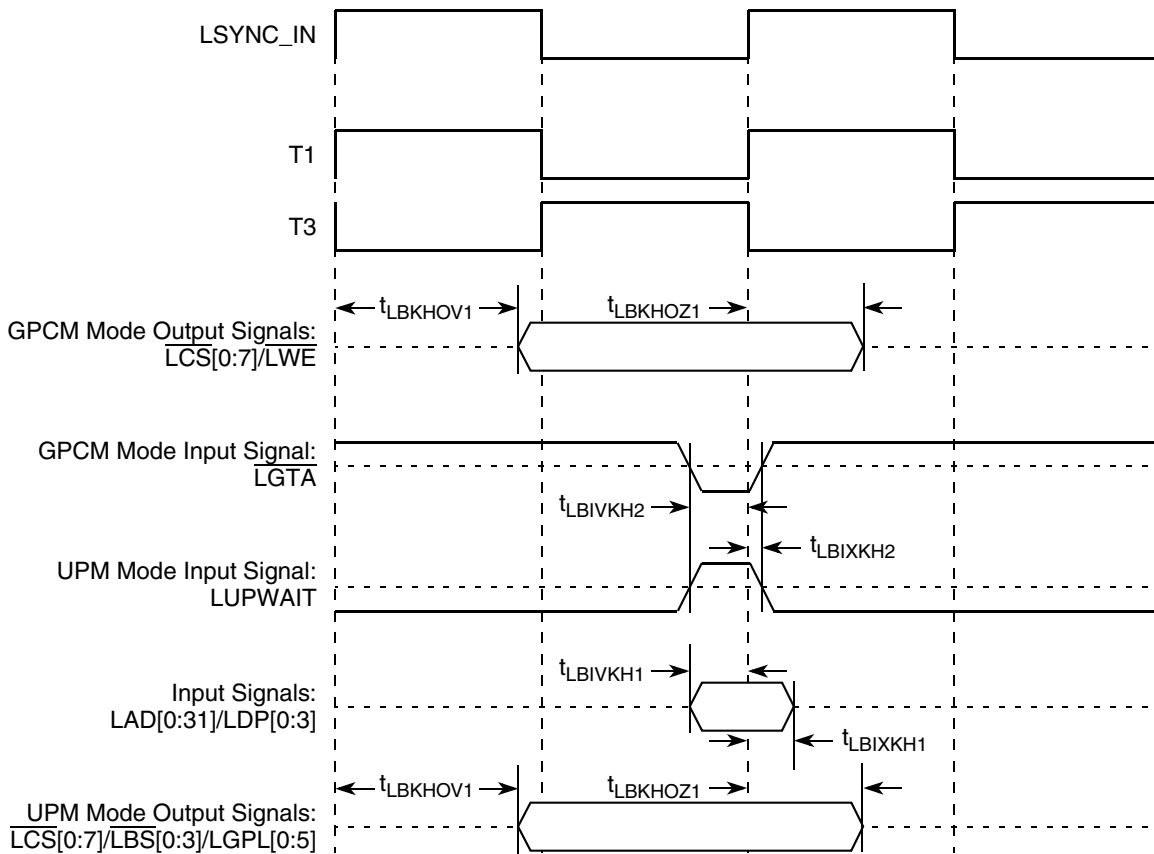 LSYNC_IN
T1
T3
tLBKHOV1
tLBKHOZ1
GPCM Mode Output Signals:
LCS[0:7]/LWE
GPCM Mode Input Signal:
LGTA
tLBIVKH2
tLBIXKH2
UPM Mode Input Signal:
LUPWAIT
tLBIVKH1
Input Signals:
LAD[0:31]/LDP[0:3]
tLBIXKH1
tLBKHOV1
tLBKHOZ1
UPM Mode Output Signals:
LCS[0:7]/LBS[0:3]/LGPL[0:5]